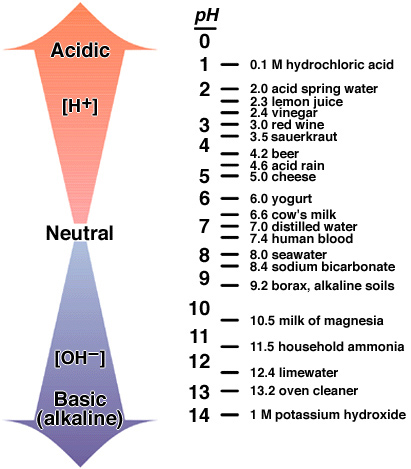 pH
Acidic
[H+]
Neutral
[OH−]
Basic
(alkaline)
0
1 0.1 M hydrochloric acid
2 2.0 acid spring water
2.3 lemon juice
2.4 vinegar
3 3.0 red wine
3.5 sauerkraut
4
4.2 beer
4.6 acid rain
5 5.0 cheese
6 6.0 yogurt
6.6 cow's milk
7 7.0 distilled water
7.4 human blood
8 8.0 seawater
8.4 sodium bicarbonate
9
9.2 borax, alkaline soils
10
10.5 milk of magnesia
11
11.5 household ammonia
12
12.4 limewater
13 13.2 oven cleaner
14 1 M potassium hydroxide